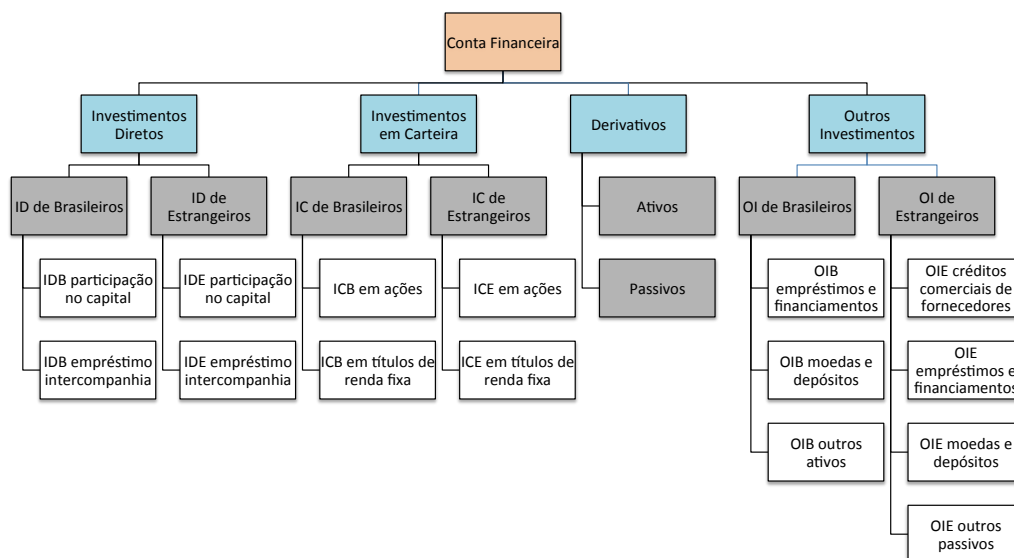 Conta Financeira
Investimentos
Diretos
Investimentos
em Carteira
Derivativos
Outros
Investimentos
ID de Brasileiros
ID de
Estrangeiros
IC de Brasileiros
IC de
Estrangeiros
Ativos
OI de Brasileiros
OI de
Estrangeiros
IDB participação
no capital
IDE participação
no capital
ICB em ações
ICE em ações
Passivos
OIB
empréstimos e
financiamentos
OIE créditos
comerciais de
fornecedores
IDB empréstimo
intercompanhia
IDE empréstimo
intercompanhia
ICB em títulos de
renda fixa
ICE em títulos de
renda fixa
OIB moedas e
depósitos
OIE
empréstimos e
financiamentos
OIB outros
ativos
OIE moedas e
depósitos
OIE outros
passivos